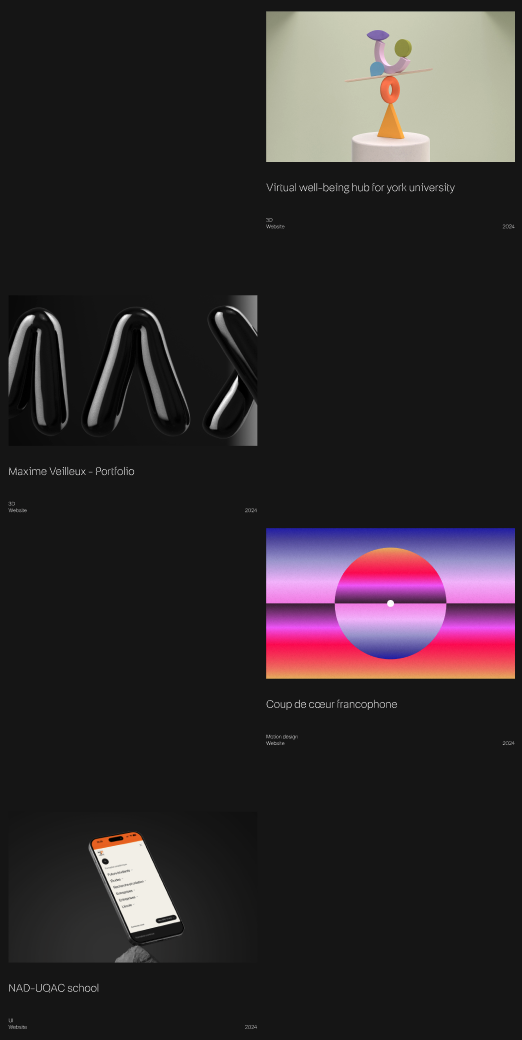 Virtual well-being hub for york university
3D
Website
2024
Maxime Veilleux - Portfolio
3D
Website
2024
Coup de cœur francophone
Motion design
Website
2024
NAD-UQAC school
UI
Website
2024